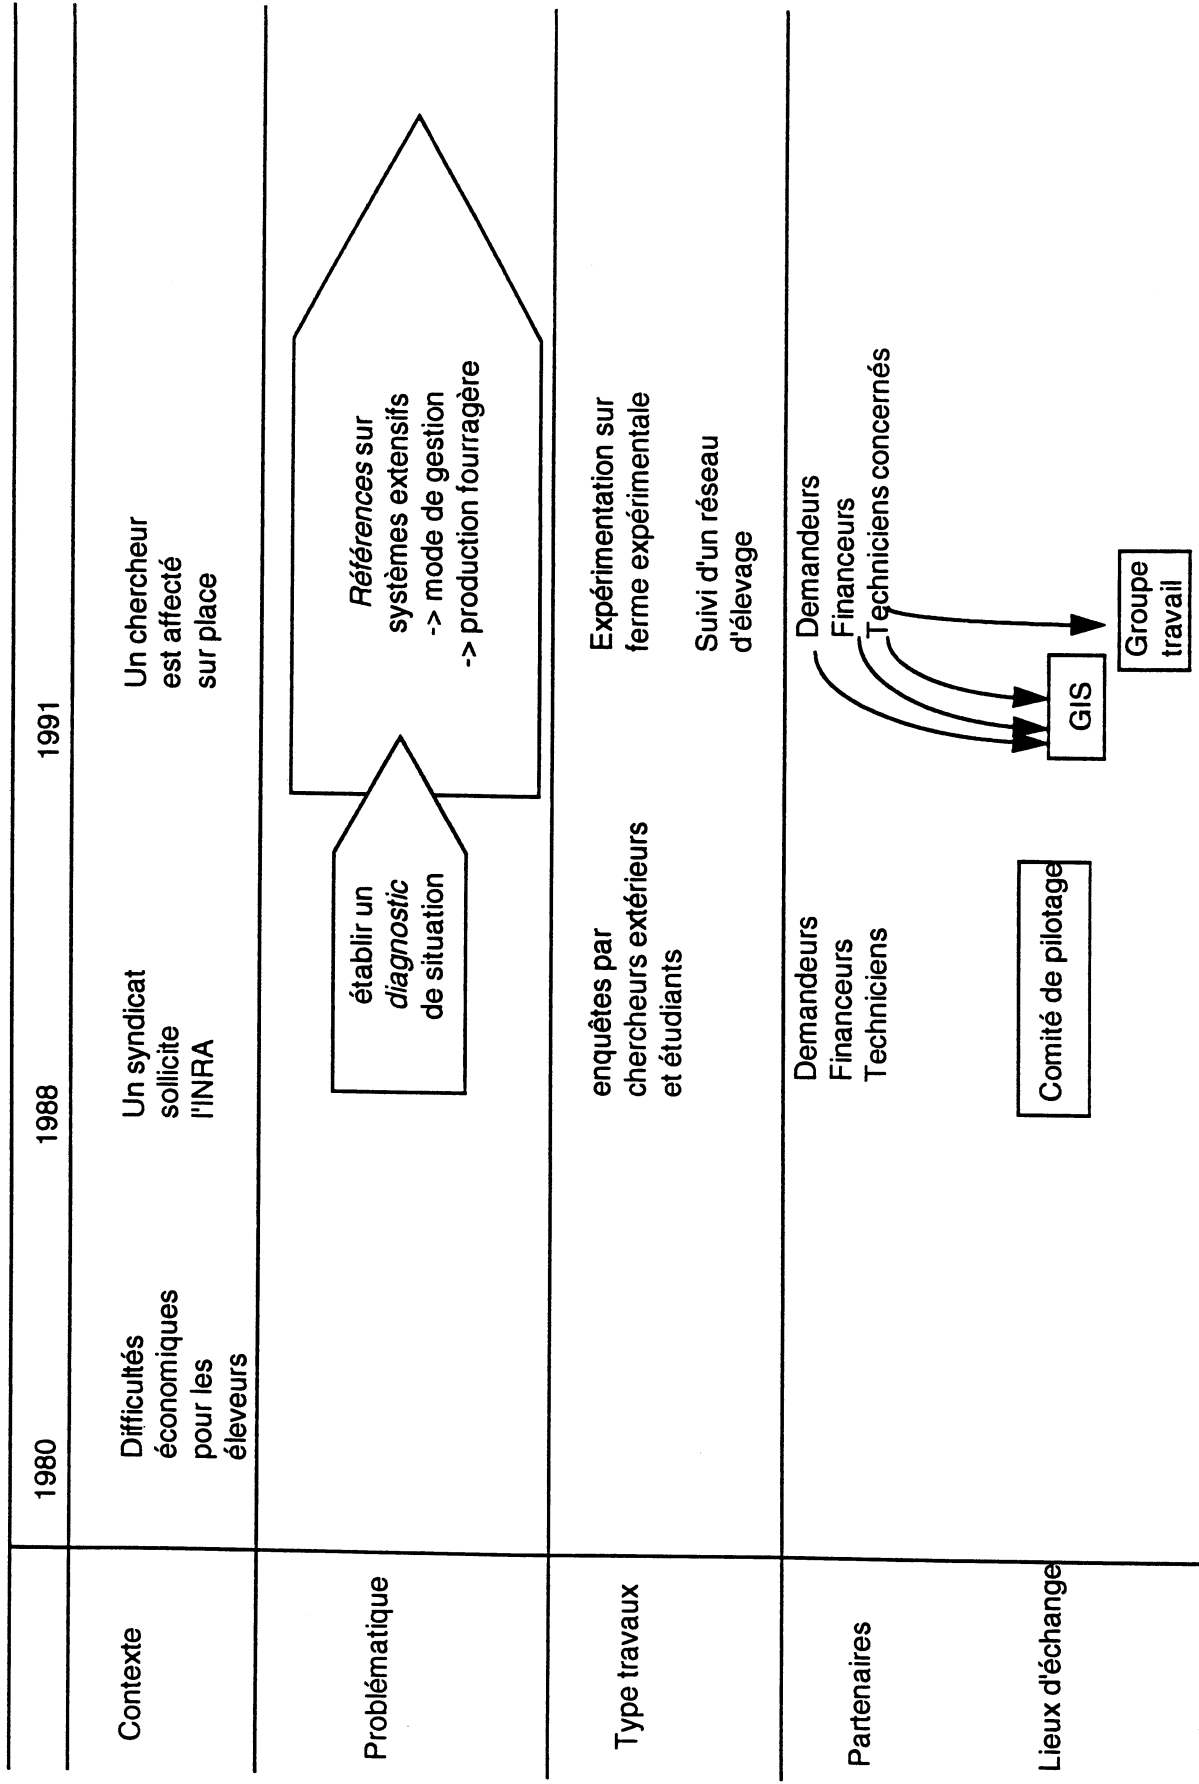 1980
1988
1991
Contexte
Difficultés
économiques
pour les
éleveurs
Un syndicat
sollicite
l'INRA
Un chercheur
est affecté
sur place
Problématique
établir un
diagnostic
de situation
Références sur
systèmes extensifs
-> mode de gestion
-> production fourragère
Type travaux
enquêtes par
chercheurs extérieurs
et étudiants
Expérimentation sur
ferme expérimentale
Suivi d'un réseau
d'élevage
Partenaires
Demandeurs
Financeurs
Techniciens
Demandeurs
Financeurs
Techniciens concernés
Lieux d'échange
Comité de pilotage
GIS
Groupe
travail